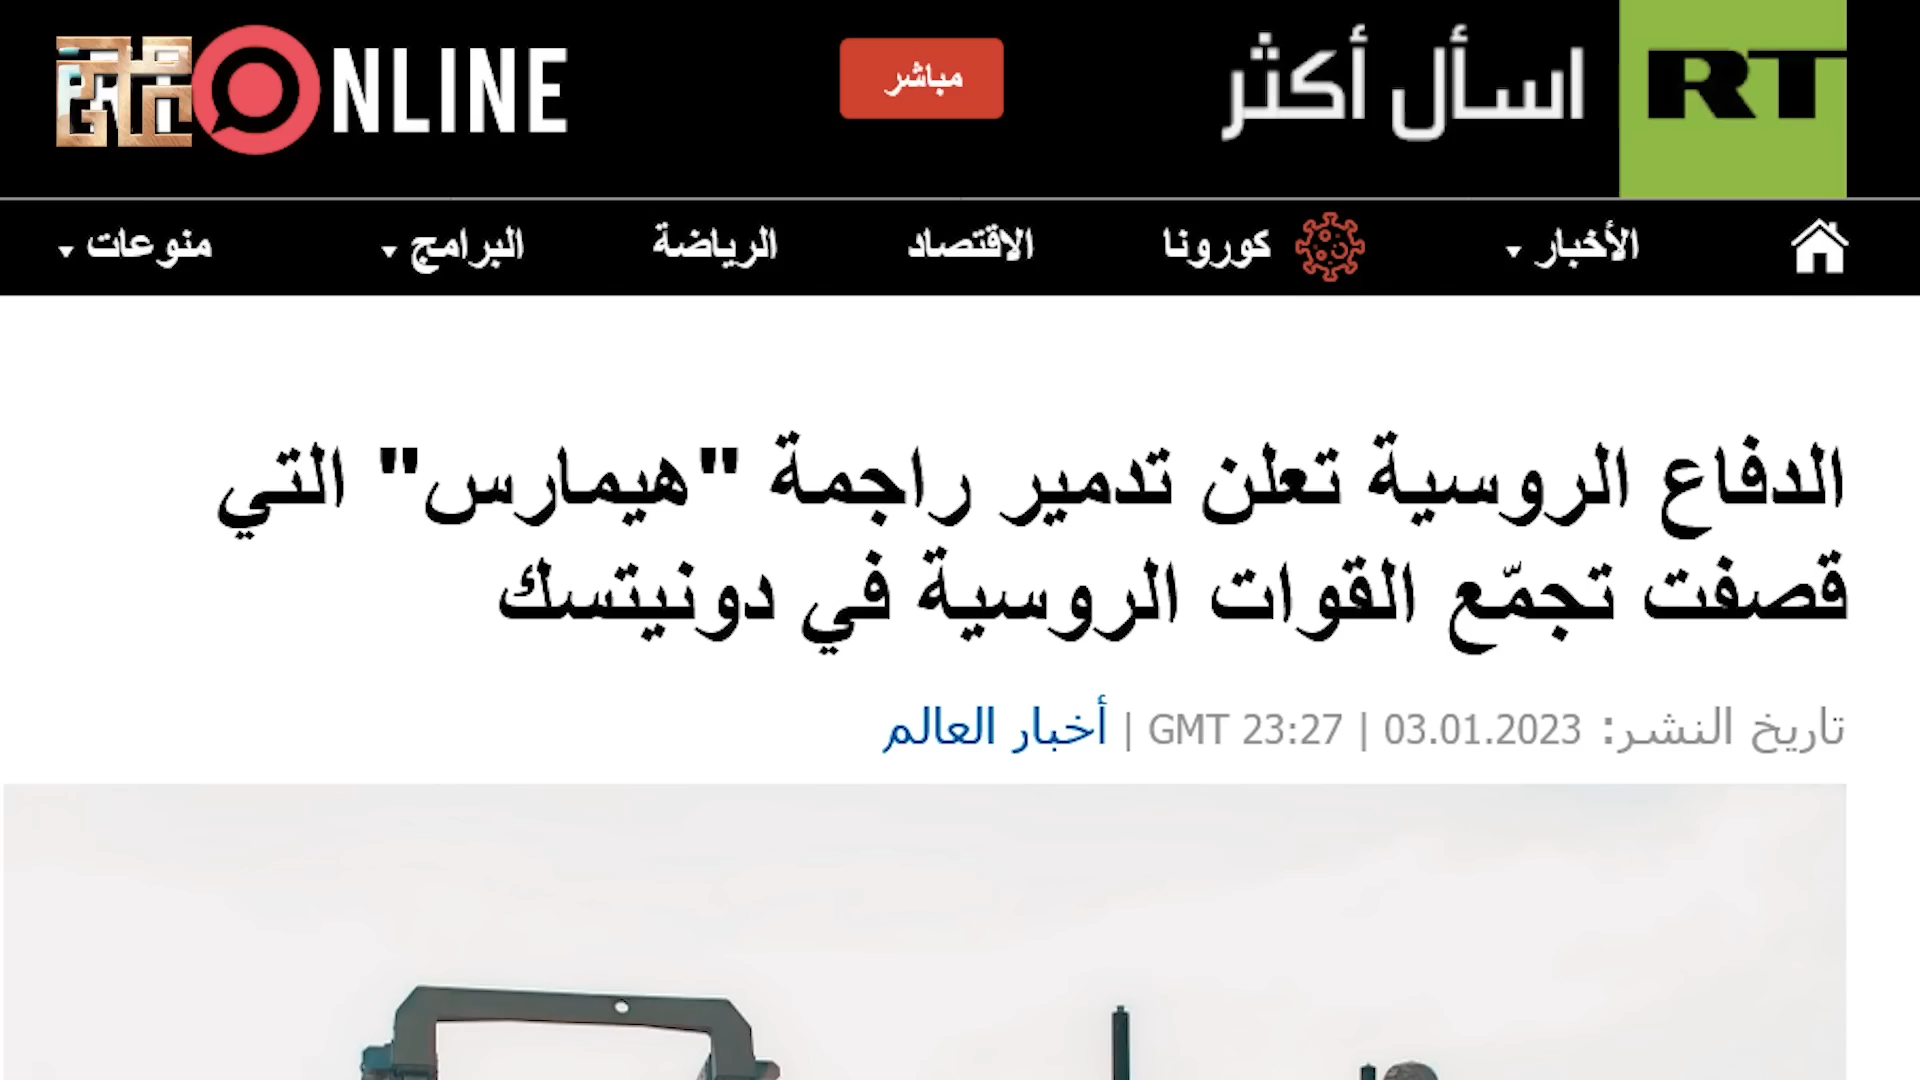 NLINE
مباشر
اسأل أكثر
RT
الأخبار
كورونا
الاقتصاد
الرياضة
البرامج
منوعات
الدفاع الروسية تعلن تدمير راجمة "هيمارس" التي
قصفت تجمّع القوات الروسية في دونيتسك
تاريخ النشر: 03.01.2023 | 23:27 GMT | أخبار العالم